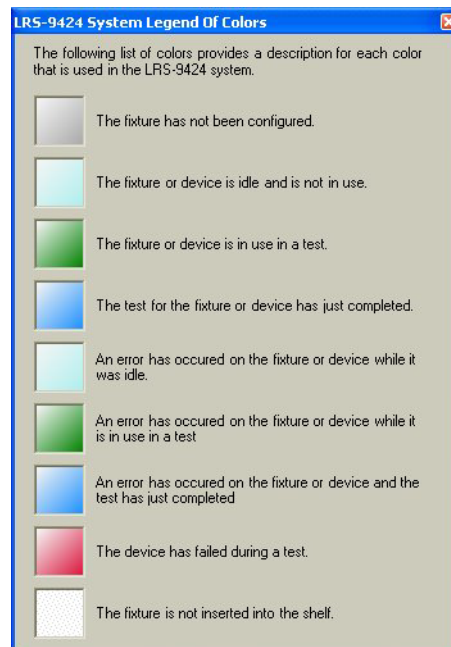 LRS-9424 System Legend Of Colors
The following list of colors provides a description for each color
that is used in the LRS-9424 system.
The fixture has not been configured.
The fixture or device is idle and is not in use.
The fixture or device is in use in a test.
The test for the fixture or device has just completed.
An error has occured on the fixture or device while it
was idle.
An error has occured on the fixture or device while it
is in use in a test
An error has occured on the fixture or device and the
test has just completed
The device has failed during a test.
The fixture is not inserted into the shelf.